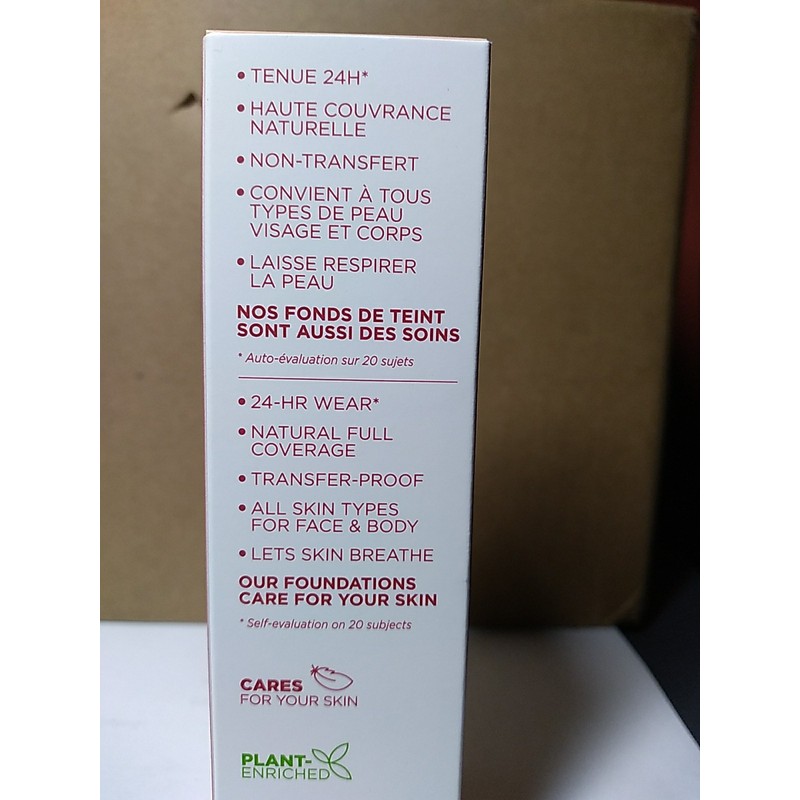 • TENUE 24H*
• HAUTE COUVRANCE
NATURELLE
• NON-TRANSFERT
• CONVIENT À TOUS
TYPES DE PEAU
VISAGE ET CORPS
• LAISSE RESPIRER
LA PEAU
NOS FONDS DE TEINT
SONT AUSSI DES SOINS
* Auto-évaluation sur 20 sujets
• 24-HR WEAR*
• NATURAL FULL
COVERAGE
• TRANSFER-PROOF
• ALL SKIN TYPES
FOR FACE & BODY
• LETS SKIN BREATHE
OUR FOUNDATIONS
CARE FOR YOUR SKIN
* Self-evaluation on 20 subjects
CARES
FOR YOUR SKIN
PLANT-
ENRICHED